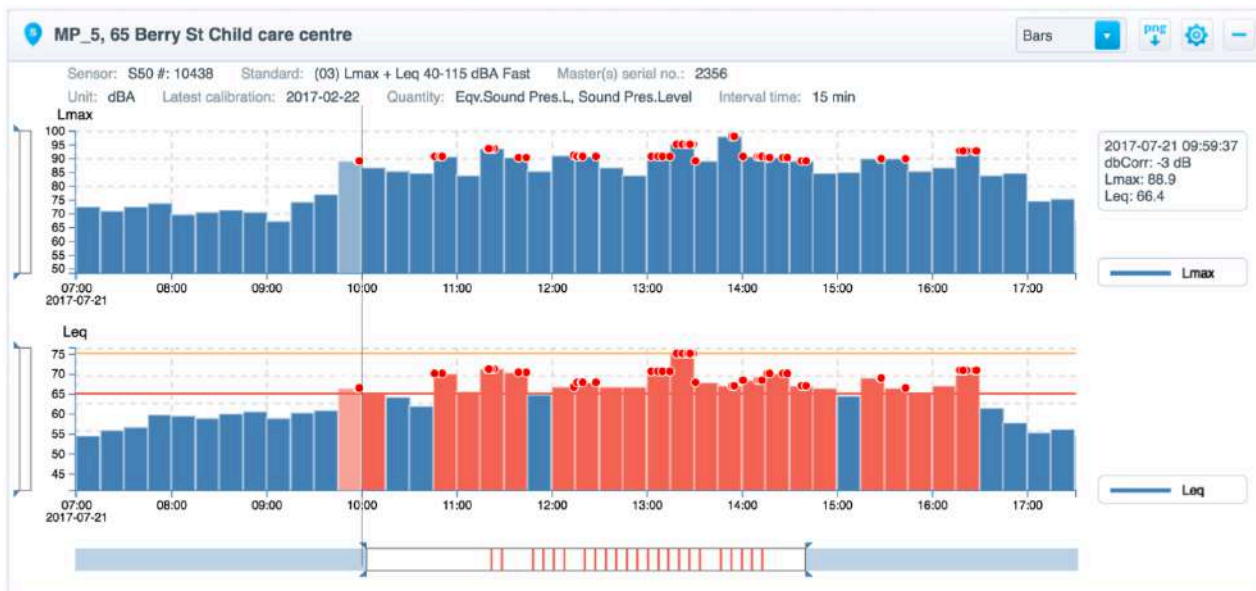 MP_5, 65 Berry St Child care centre
Bars
png
Sensor: S50 #: 10438 Standard: (03) Lmax + Leq 40-115 dBA Fast Master(s) serial no.: 2356
Unit: dBA Latest calibration: 2017-02-22 Quantity: Eqv.Sound Pres.L, Sound Pres.Level Interval time: 15 min
Lmax
100
95
90
85
80
75
70
65
60
55
50
07:00 08:00 09:00 10:00 11:00 12:00 13:00 14:00 15:00 16:00 17:00
2017-07-21
2017-07-21 09:59:37
dbCorr: -3 dB
Lmax: 88.9
Leq: 66.4
Lmax
Leq
75
70
65
60
55
50
45
07:00 08:00 09:00 10:00 11:00 12:00 13:00 14:00 15:00 16:00 17:00
2017-07-21
Leq